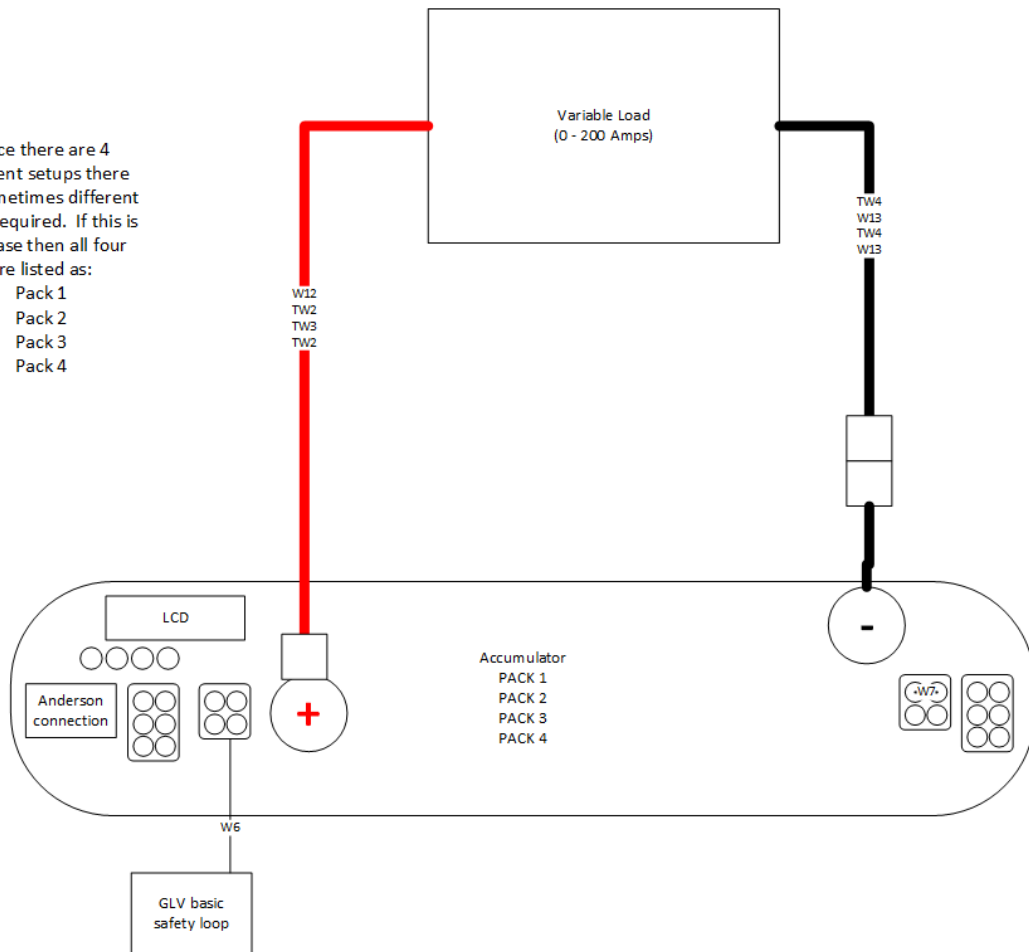 Variable Load
(0 - 200 Amps)
ce there are 4
ent setups there
metimes different
equired.  If this is
ase then all four
re listed as:
Pack 1
Pack 2
Pack 3
Pack 4
W12
TW2
TW3
TW2
TW4
W13
TW4
W13
LCD
Anderson
connection
+
Accumulator
PACK 1
PACK 2
PACK 3
PACK 4
-
W7
W6
GLV basic
safety loop